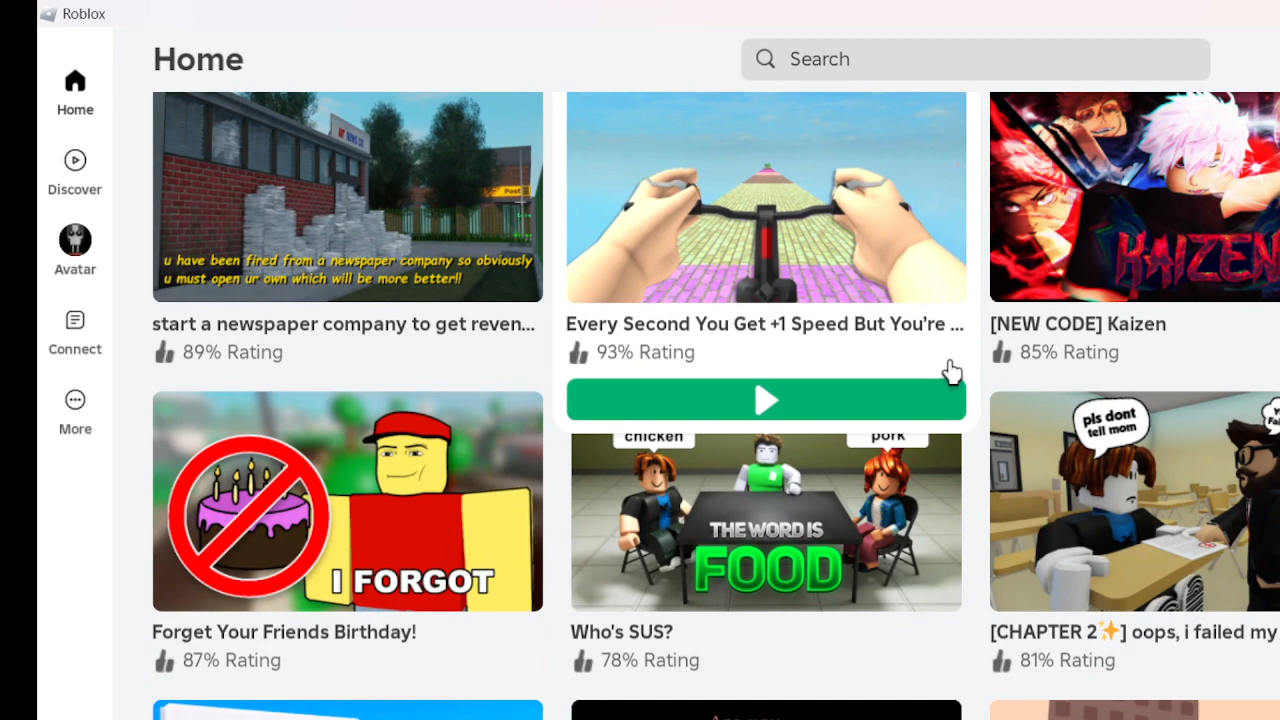 Roblox
Home
Search
Home
Discover
Avatar
Connect
More
NEWS CO.
Post
u have been fired from a newspaper company so obviously
u must open ur own which will be more better!!
start a newspaper company to get reven...
89% Rating
Every Second You Get +1 Speed But You're ...
93% Rating
KAIZEN
[NEW CODE] Kaizen
85% Rating
I FORGOT
Forget Your Friends Birthday!
87% Rating
chicken
pork
THE WORD IS
FOOD
Who's SUS?
78% Rating
pls dont
tell mom
[CHAPTER 2✨] oops, i failed my
81% Rating